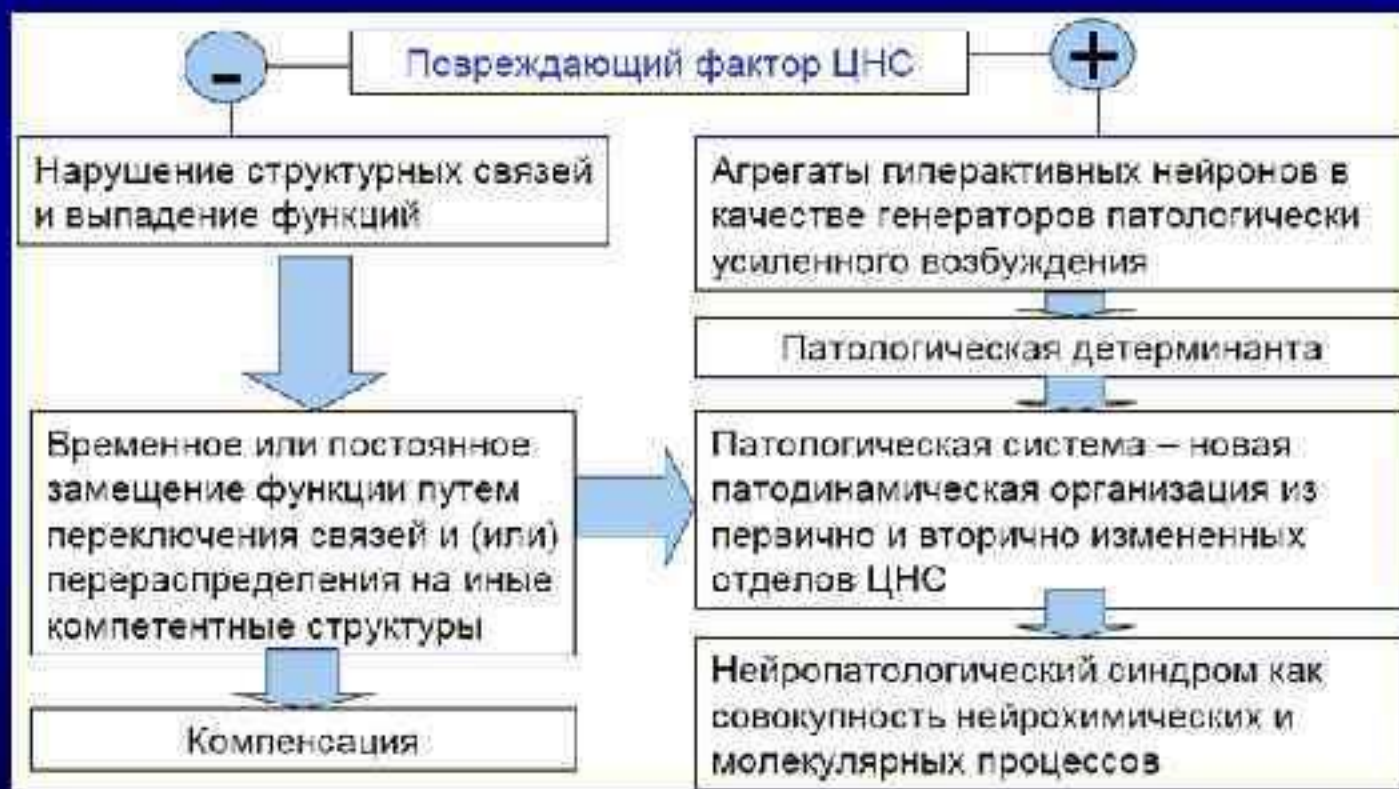 -
Повреждающий фактор ЦНС
+
Нарушение структурных связей
и выпадение функций
Агрегаты гиперактивных нейронов в
качестве генераторов патологически
усиленного возбуждения
Патологическая детерминанта
Временное или постоянное
замещение функции путем
переключения связей и (или)
перераспределения на иные
компетентные структуры
Патологическая система – новая
патодинамическая организация из
первично и вторично измененных
отделов ЦНС
Компенсация
Нейропатологический синдром как
совокупность нейрохимических и
молекулярных процессов